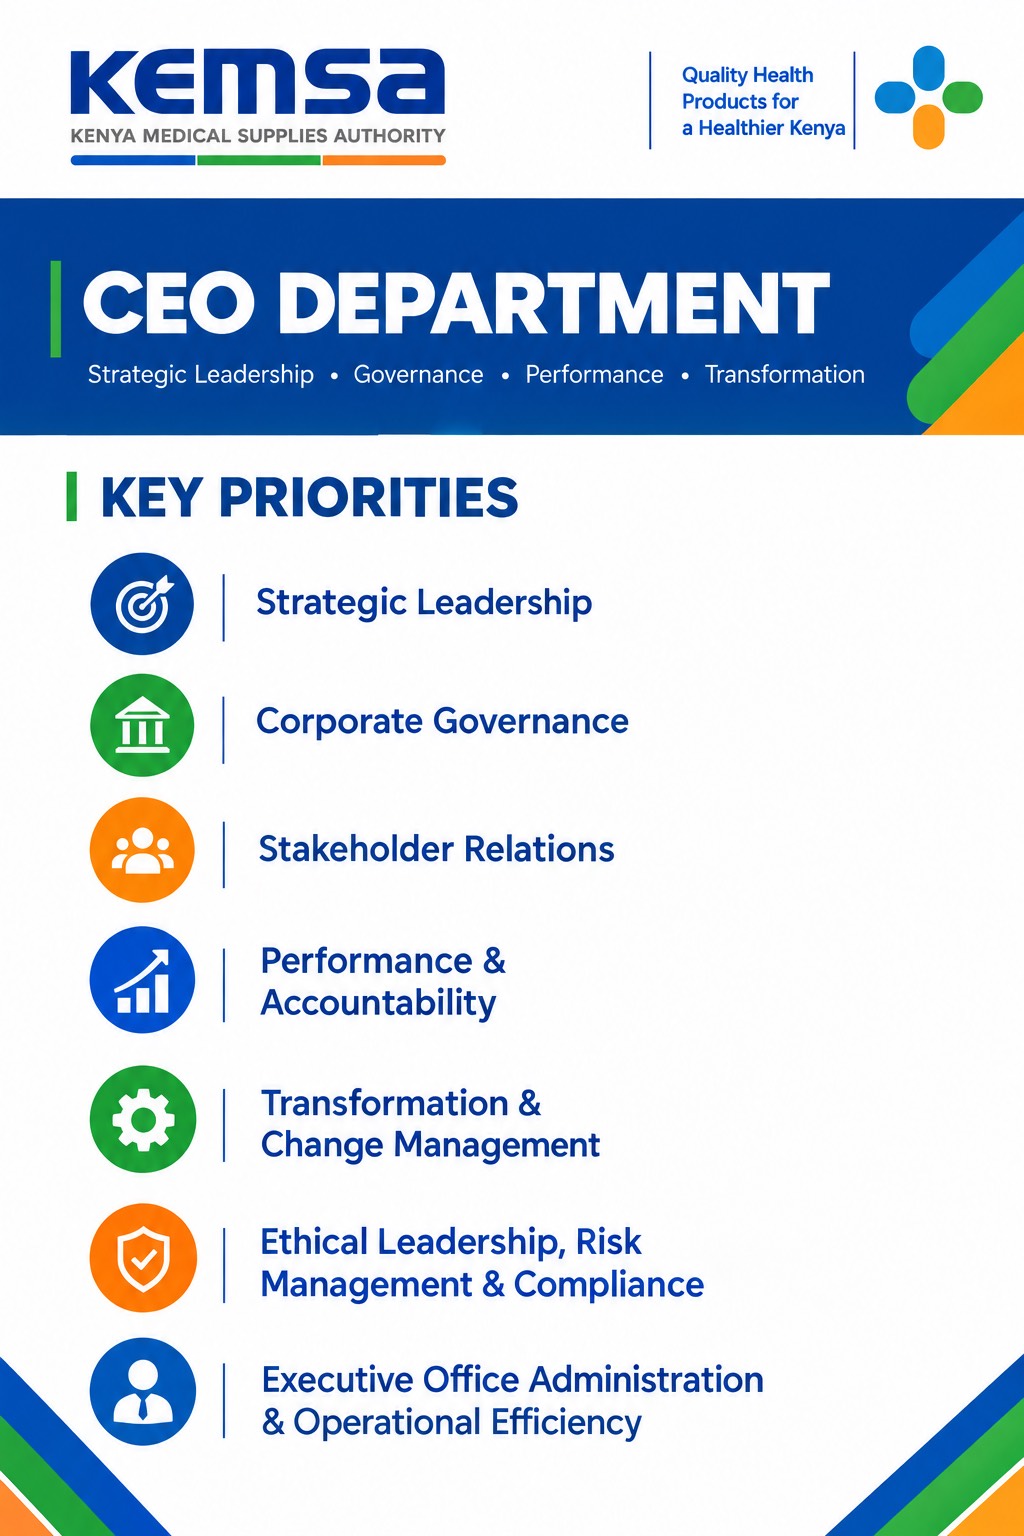 KEMSA
KENYA MEDICAL SUPPLIES AUTHORITY
Quality Health
Products for
a Healthier Kenya
CEO DEPARTMENT
Strategic Leadership • Governance • Performance • Transformation
KEY PRIORITIES
Strategic Leadership
Corporate Governance
Stakeholder Relations
Performance &
Accountability
Transformation &
Change Management
Ethical Leadership, Risk
Management & Compliance
Executive Office Administration
& Operational Efficiency